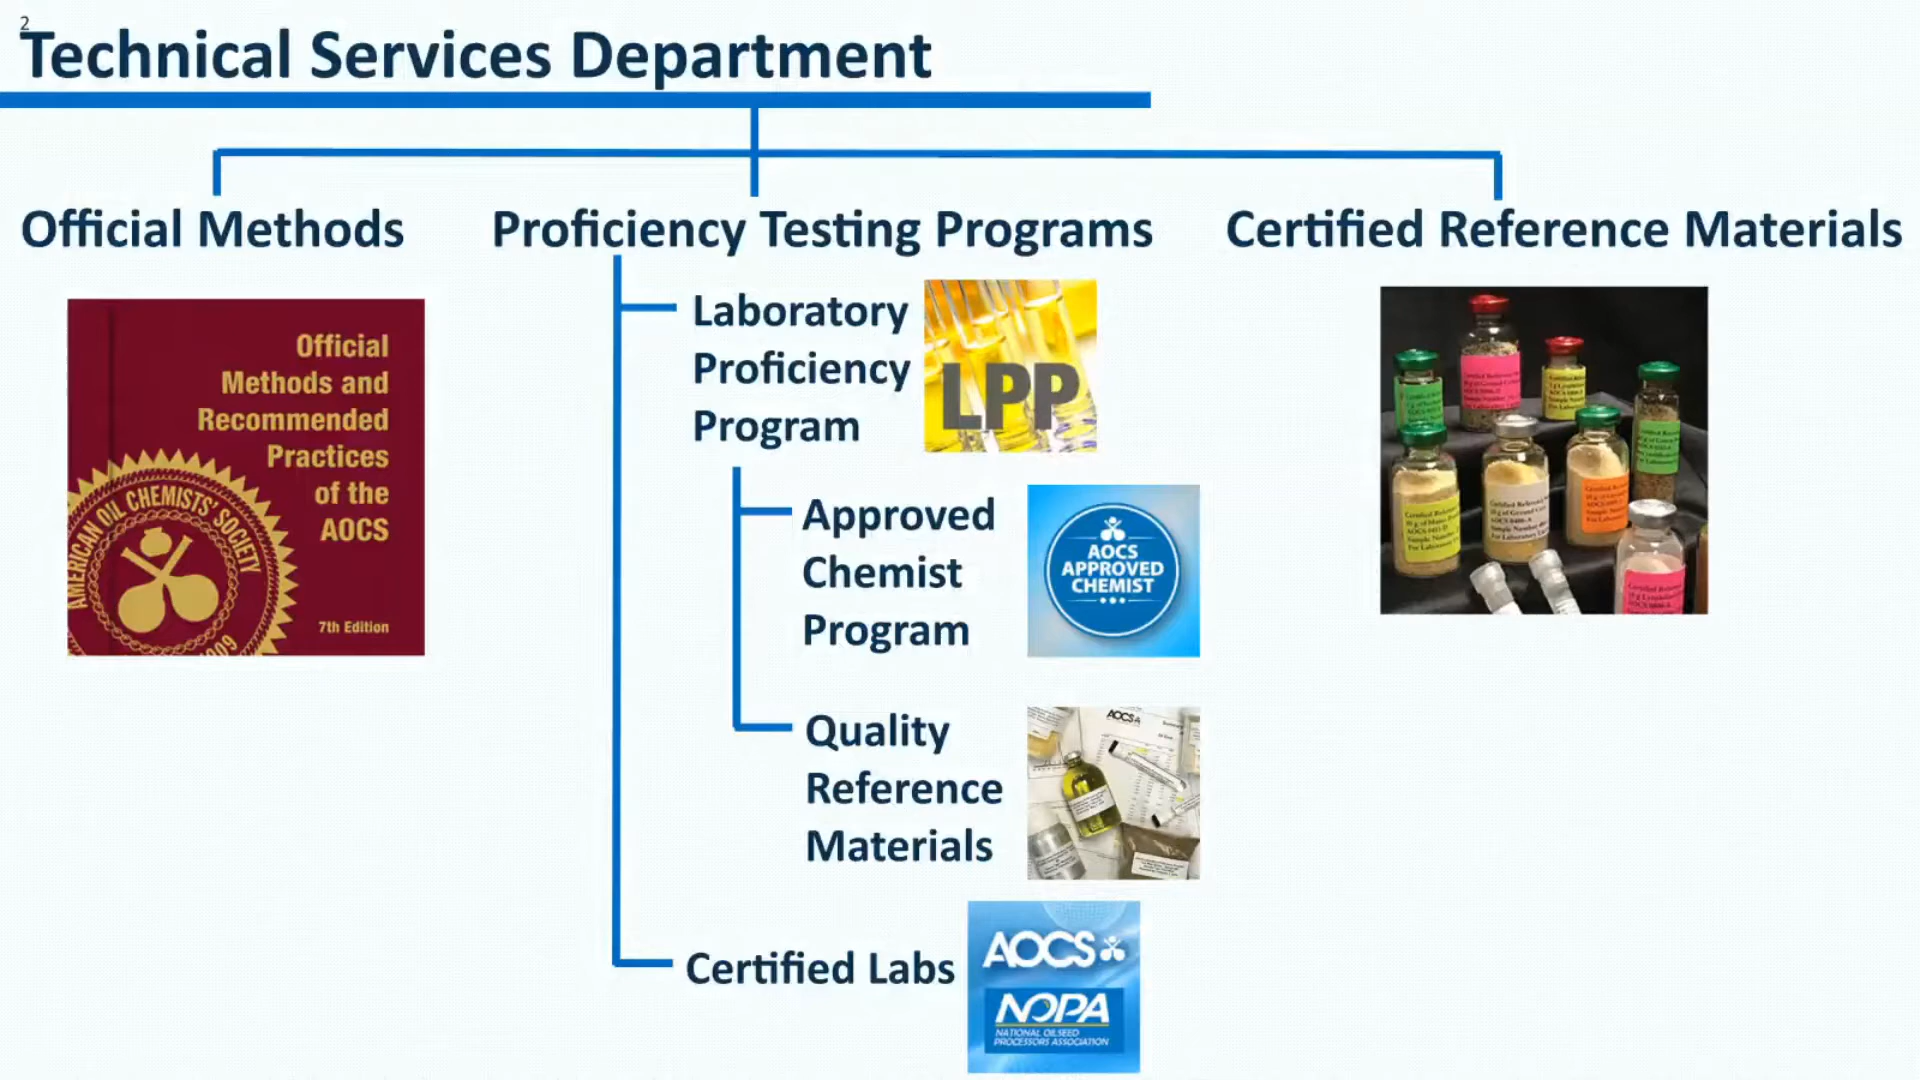 2
Technical Services Department
Official Methods
Proficiency Testing Programs
Certified Reference Materials
Official
Methods and
Recommended
Practices
of the
AOCS
AMERICAN OIL CHEMISTS' SOCIETY
7th Edition
Laboratory
Proficiency
Program
LPP
Approved
Chemist
Program
AOCS
APPROVED
CHEMIST
Quality
Reference
Materials
AOCS
Certified Labs
AOCS
NOPA
NATIONAL OILSEED
PROCESSORS ASSOCIATION